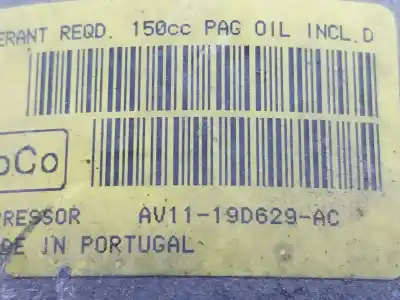 ERANT REQD. 150cc PAG OIL INCL.D
oCo
PRESSOR AV11-19D629-AC
DE IN PORTUGAL